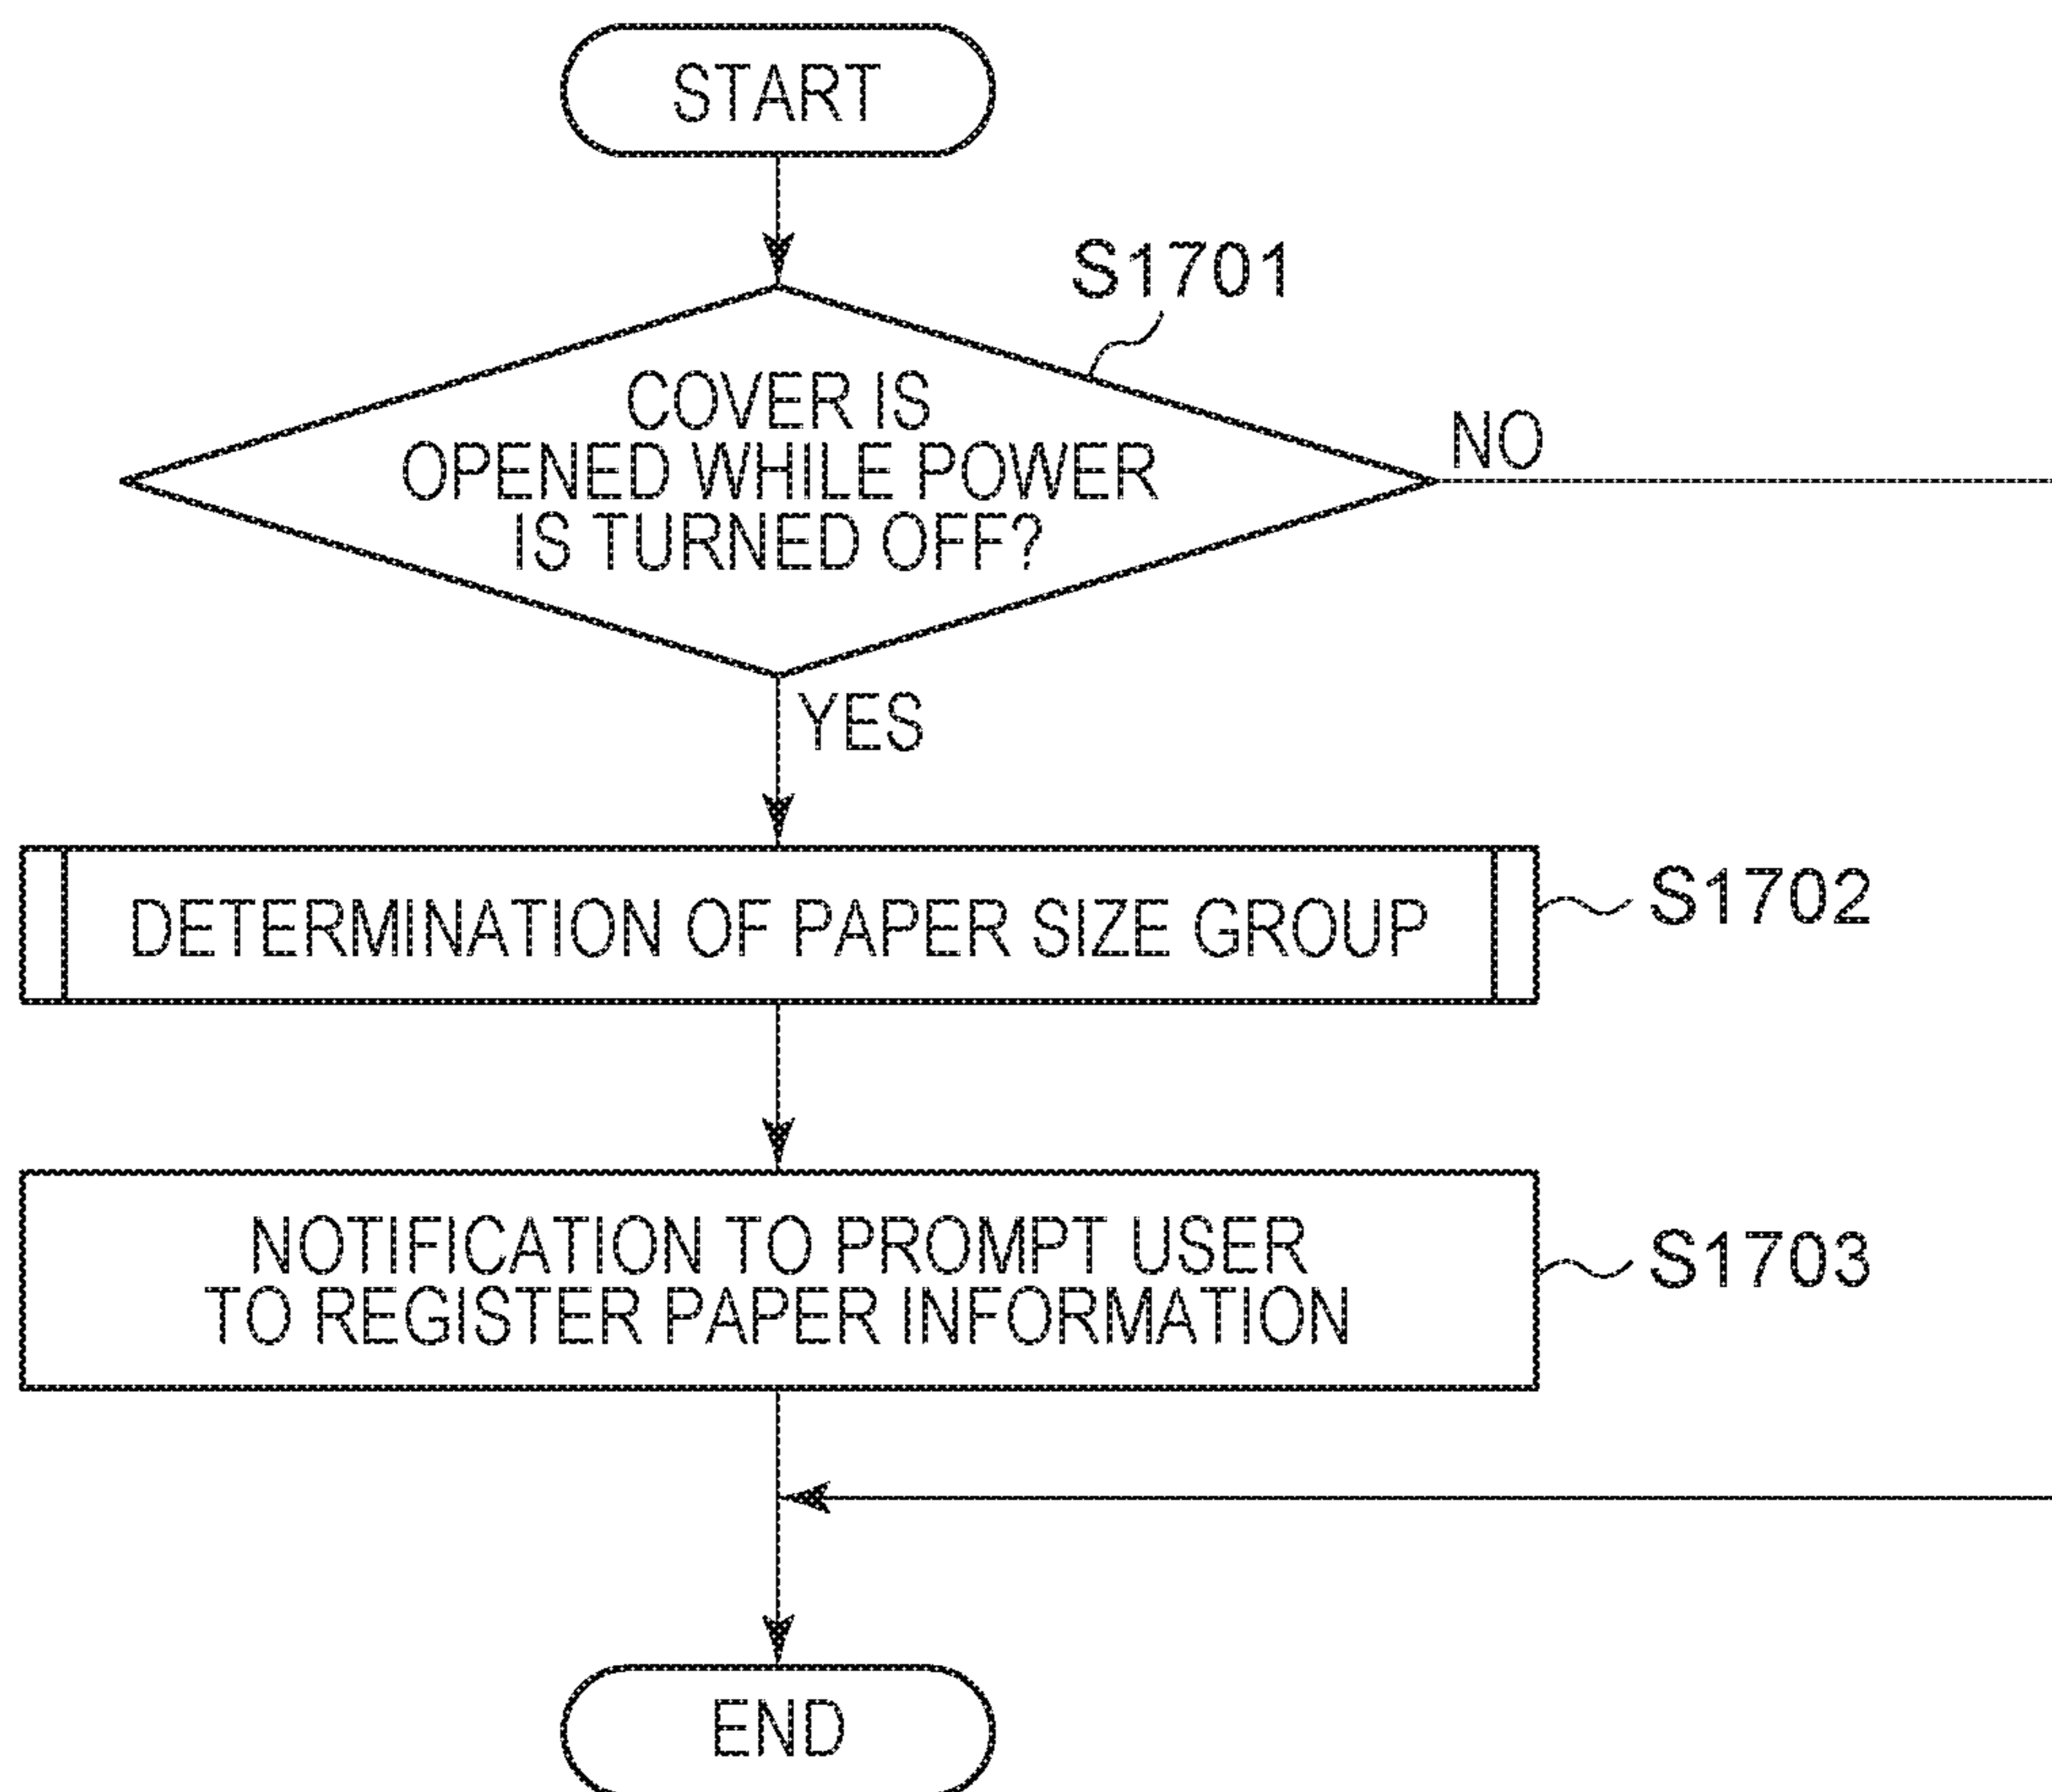 START
S1701
COVER IS
OPENED WHILE POWER
IS TURNED OFF?
NO
YES
DETERMINATION OF PAPER SIZE GROUP
S1702
NOTIFICATION TO PROMPT USER
TO REGISTER PAPER INFORMATION
S1703
END